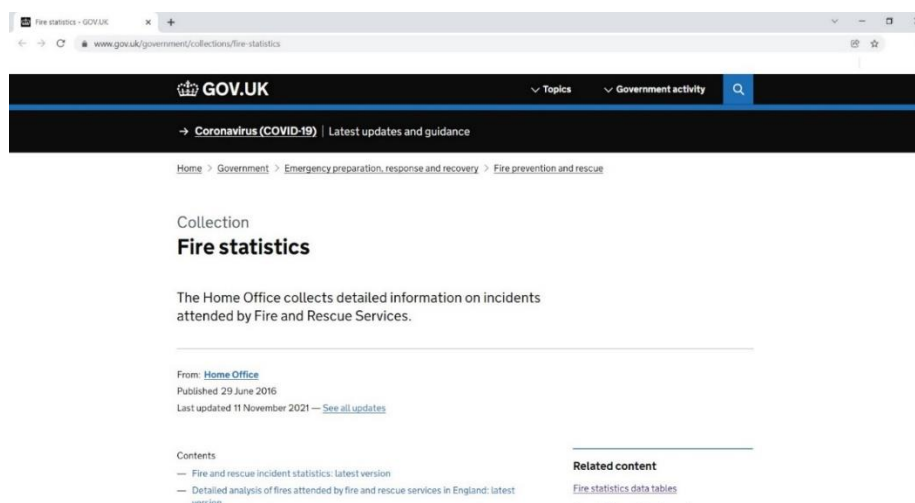 Fire statistics - GOV.UK
www.gov.uk/government/collections/fire-statistics
GOV.UK
Topics
Government activity
→ Coronavirus (COVID-19) | Latest updates and guidance
Home > Government > Emergency preparation, response and recovery > Fire prevention and rescue
Collection
Fire statistics
The Home Office collects detailed information on incidents
attended by Fire and Rescue Services.
From: Home Office
Published 29 June 2016
Last updated 11 November 2021 — See all updates
Contents
— Fire and rescue incident statistics: latest version
— Detailed analysis of fires attended by fire and rescue services in England: latest
version
Related content
Fire statistics data tables